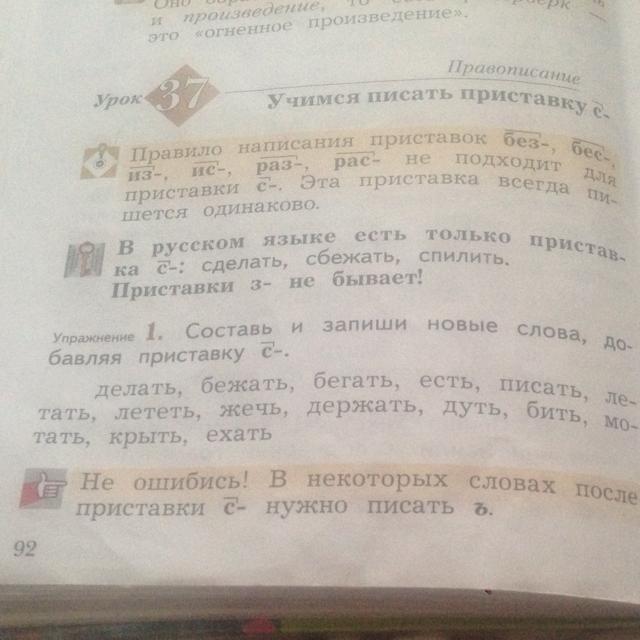 и произведение, то
это «огненное произведение».
Правописание
Урок 37 Учимся писать приставку с-
Правило написания приставок без-, бес-,
из-, ис-, раз-, рас- не подходит для
приставки с-. Эта приставка всегда пи-
шется одинаково.
В русском языке есть только пристав-
ка с-: сделать, сбежать, спилить.
Приставки з- не бывает!
Упражнение 1. Составь и запиши новые слова, до-
бавляя приставку с-.
делать, бежать, бегать, есть, писать, ле-
тать, лететь, жечь, держать, дуть, бить, мо-
тать, крыть, ехать
Не ошибись! В некоторых словах после
приставки с- нужно писать ъ.
92